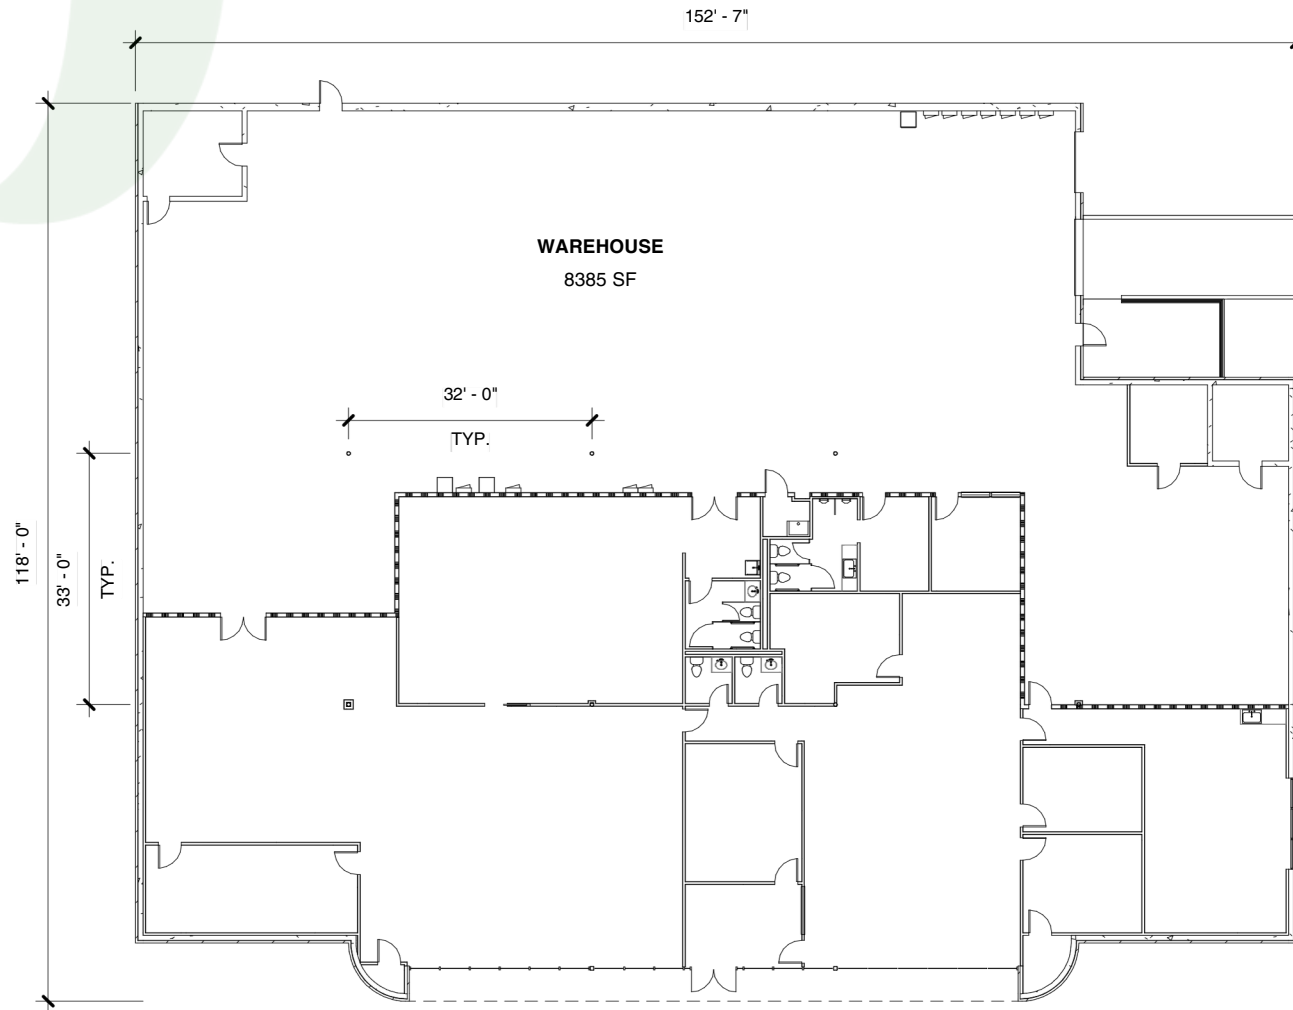 152' - 7"
WAREHOUSE
8385 SF
32' - 0"
TYP.
118' - 0"
33' - 0"
TYP.